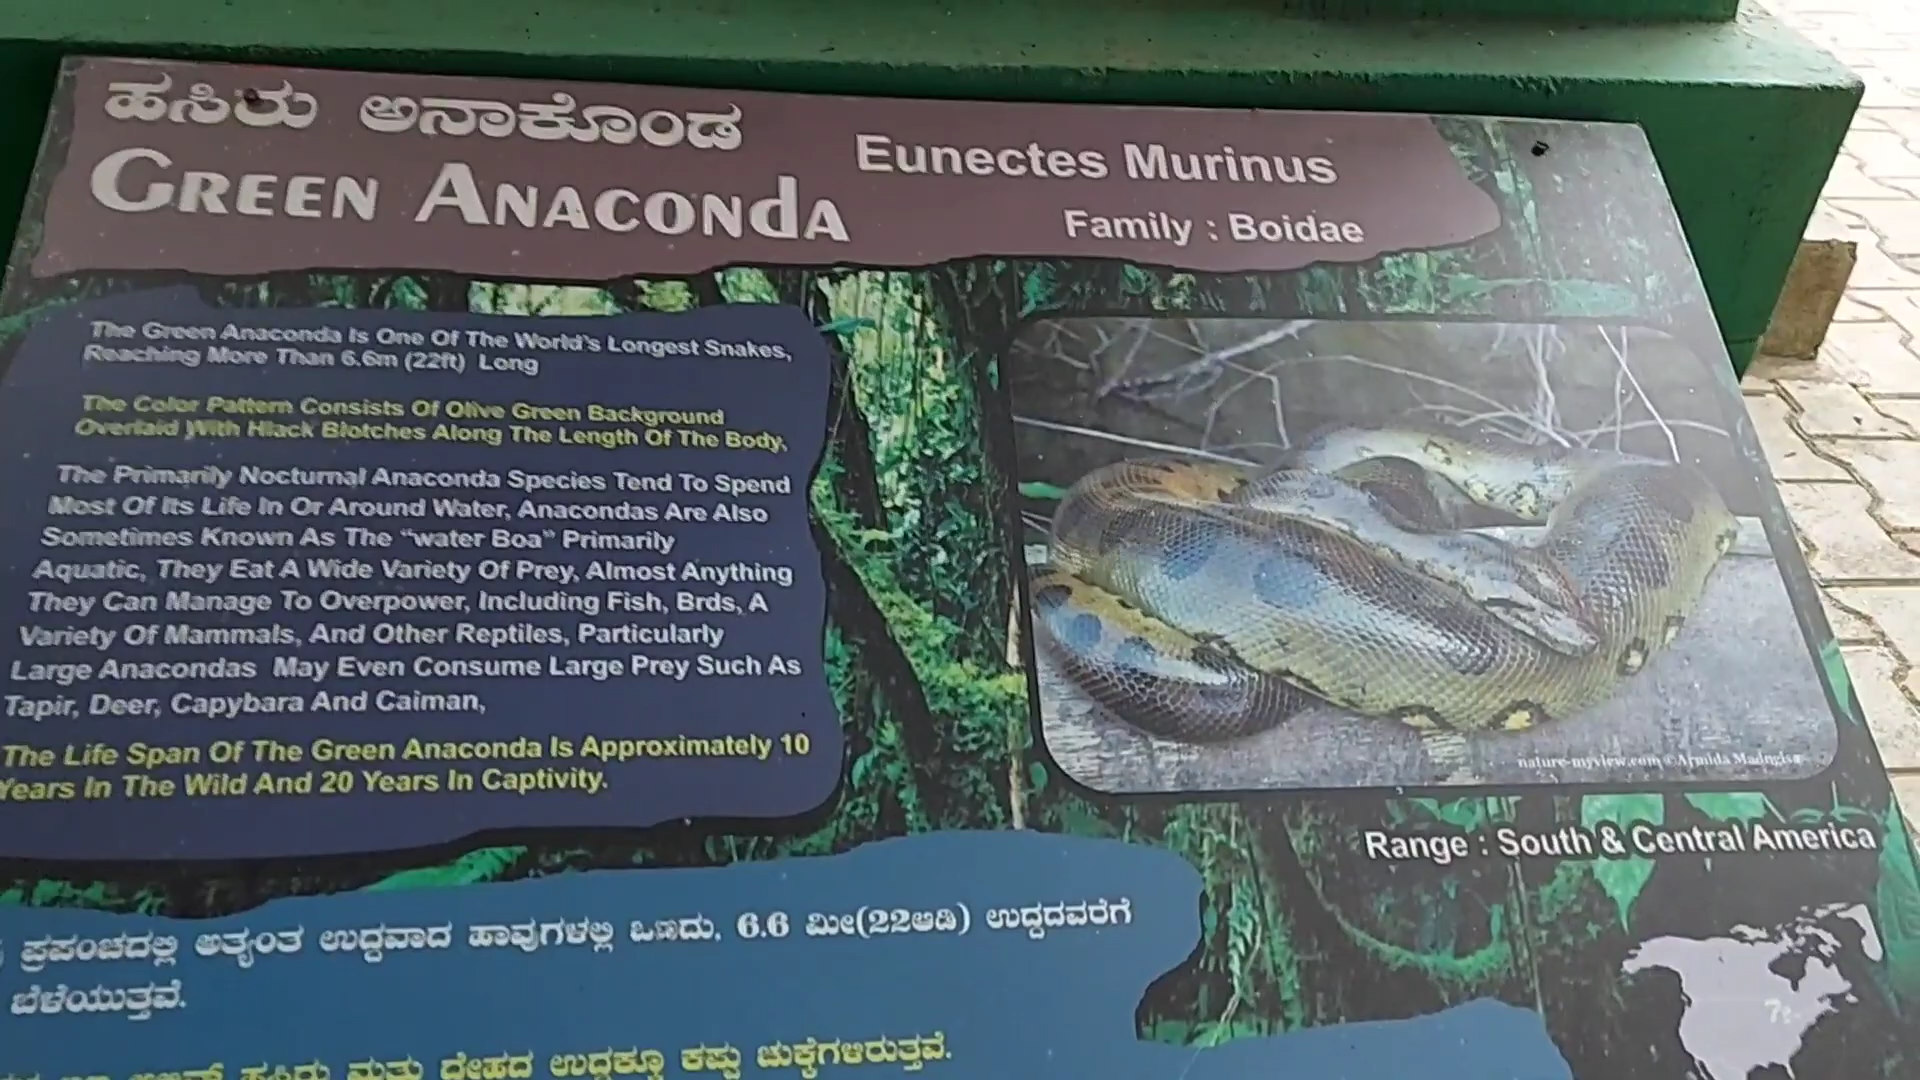 ಹಸಿರು ಅನಾಕೊಂಡ
GREEN ANACONdA
Eunectes Murinus
Family : Boidae
The Green Anaconda Is One Of The World's Longest Snakes,
Reaching More Than 6.6m (22ft) Long
The Color Pattern Consists Of Olive Green Background
Overlaid With Hlack Blotches Along The Length Of The Body,
The Primarily Nocturnal Anaconda Species Tend To Spend
Most Of Its Life In Or Around Water, Anacondas Are Also
Sometimes Known As The "water Boa" Primarily
Aquatic, They Eat A Wide Variety Of Prey, Almost Anything
They Can Manage To Overpower, Including Fish, Brds, A
Variety Of Mammals, And Other Reptiles, Particularly
Large Anacondas May Even Consume Large Prey Such As
Tapir, Deer, Capybara And Caiman,
The Life Span Of The Green Anaconda Is Approximately 10
Years In The Wild And 20 Years In Captivity.
nature-myview.com ©Armida Madngisa
Range : South & Central America
ಪ್ರಪಂಚದಲ್ಲಿ ಅತ್ಯಂತ ಉದ್ದವಾದ ಹಾವುಗಳಲ್ಲಿ ಒಣದು, 6.6 ಮೀ(22ಆಡಿ) ಉದ್ದದವರೆಗೆ
ಬೆಳೆಯುತ್ತವೆ.
ಹಸಿರು ಮತ್ತು ದೇಹದ ಉದ್ದಕ್ಕೂ ಕಪ್ಪು ಚುಕ್ಕೆಗಳಿರುತ್ತವೆ.